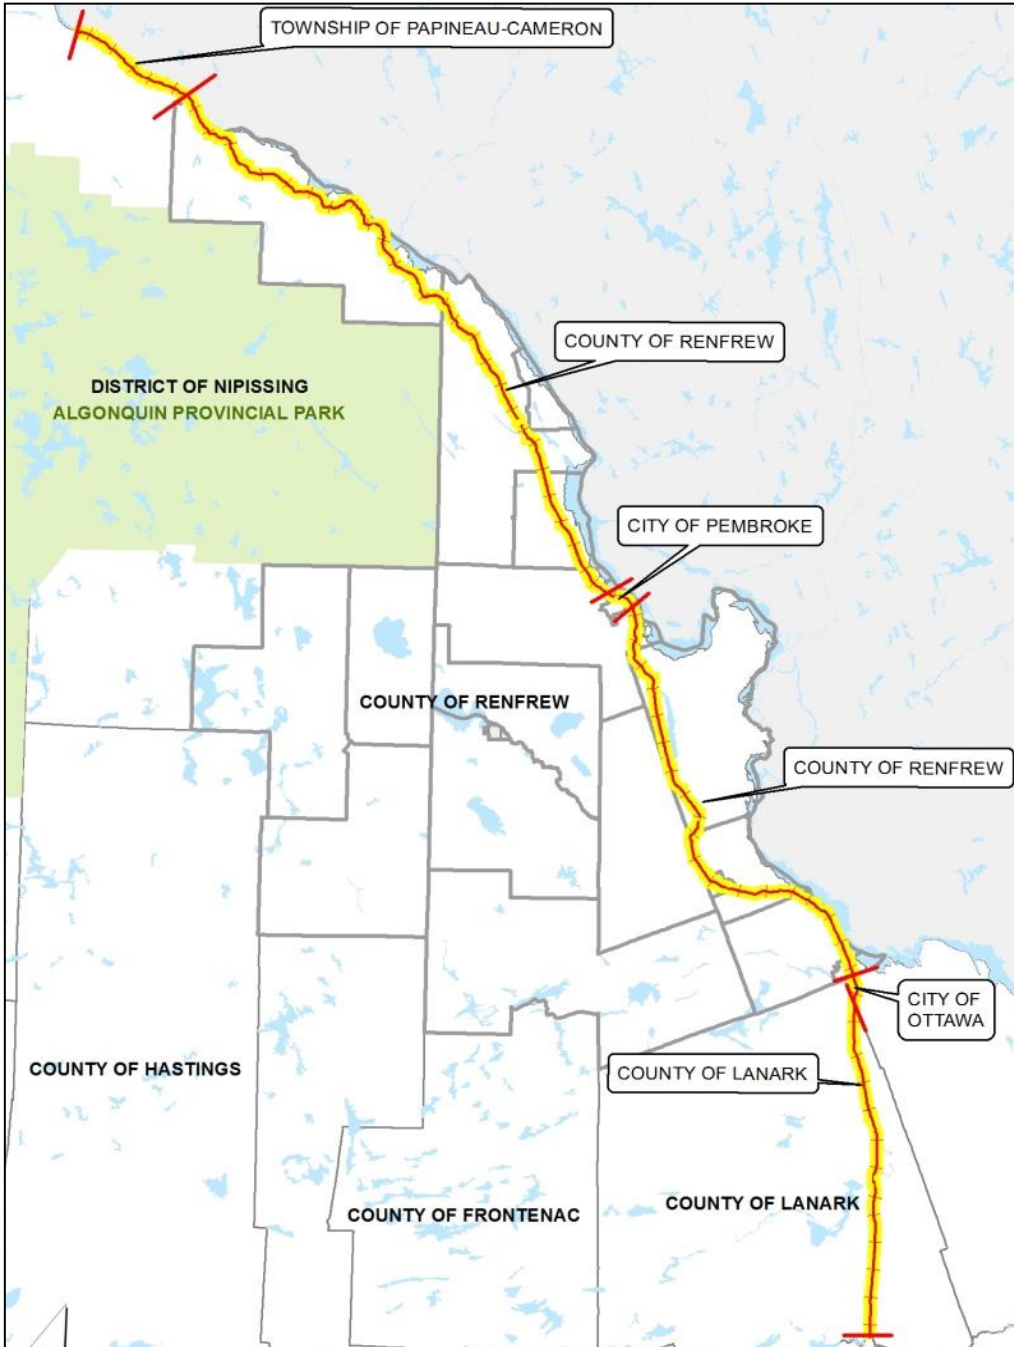 TOWNSHIP OF PAPINEAU-CAMERON
COUNTY OF RENFREW
DISTRICT OF NIPISSING
ALGONQUIN PROVINCIAL PARK
CITY OF PEMBROKE
COUNTY OF RENFREW
COUNTY OF RENFREW
CITY OF
OTTAWA
COUNTY OF HASTINGS
COUNTY OF LANARK
COUNTY OF LANARK
COUNTY OF FRONTENAC